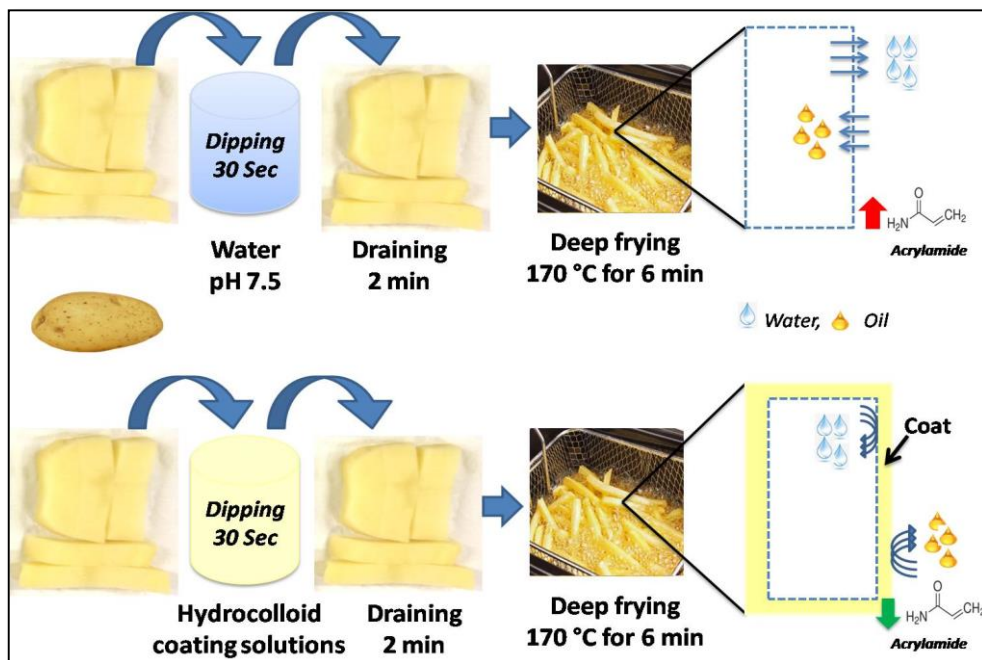 Dipping
30 Sec
Water
pH 7.5
Draining
2 min
Deep frying
170 °C for 6 min
O
H₂N
CH₂
Acrylamide
Water, Oil
Dipping
30 Sec
Hydrocolloid
coating solutions
Draining
2 min
Deep frying
170 °C for 6 min
Coat
O
H₂N
CH₂
Acrylamide